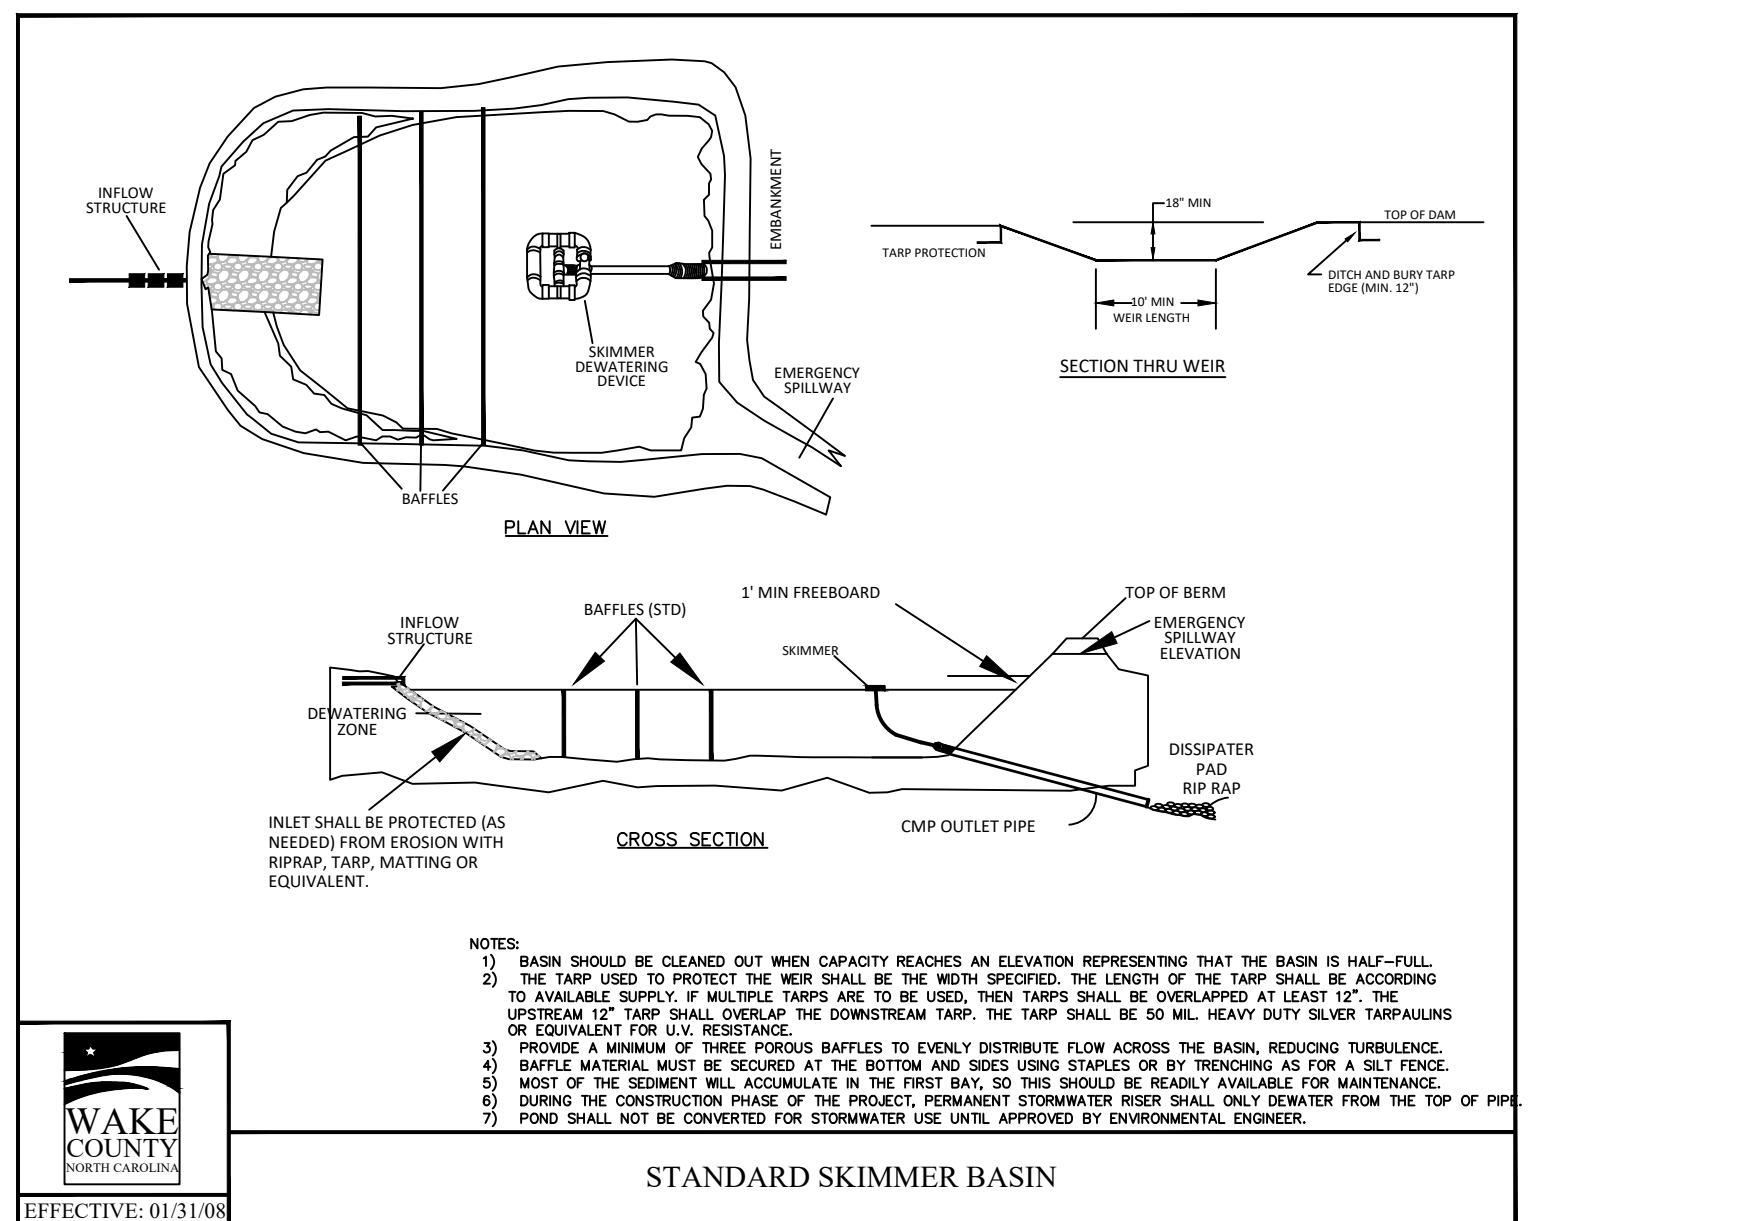 INFLOW
STRUCTURE
EMBANKMENT
SKIMMER
DEWATERING
DEVICE
EMERGENCY
SPILLWAY
BAFFLES
PLAN VIEW
18" MIN
TOP OF DAM
TARP PROTECTION
DITCH AND BURY TARP
EDGE (MIN. 12")
10' MIN
WEIR LENGTH
SECTION THRU WEIR
1' MIN FREEBOARD
TOP OF BERM
BAFFLES (STD)
INFLOW
STRUCTURE
EMERGENCY
SPILLWAY
ELEVATION
SKIMMER
DEWATERING
ZONE
DISSIPATER
PAD
RIP RAP
INLET SHALL BE PROTECTED (AS
NEEDED) FROM EROSION WITH
RIPRAP, TARP, MATTING OR
EQUIVALENT.
CMP OUTLET PIPE
CROSS SECTION
NOTES:
1) BASIN SHOULD BE CLEANED OUT WHEN CAPACITY REACHES AN ELEVATION REPRESENTING THAT THE BASIN IS HALF-FULL.
2) THE TARP USED TO PROTECT THE WEIR SHALL BE THE WIDTH SPECIFIED. THE LENGTH OF THE TARP SHALL BE ACCORDING
TO AVAILABLE SUPPLY. IF MULTIPLE TARPS ARE TO BE USED, THEN TARPS SHALL BE OVERLAPPED AT LEAST 12". THE
UPSTREAM 12" TARP SHALL OVERLAP THE DOWNSTREAM TARP. THE TARP SHALL BE 50 MIL. HEAVY DUTY SILVER TARPAULINS
OR EQUIVALENT FOR U.V. RESISTANCE.
3) PROVIDE A MINIMUM OF THREE POROUS BAFFLES TO EVENLY DISTRIBUTE FLOW ACROSS THE BASIN, REDUCING TURBULENCE.
4) BAFFLE MATERIAL MUST BE SECURED AT THE BOTTOM AND SIDES USING STAPLES OR BY TRENCHING AS FOR A SILT FENCE.
5) MOST OF THE SEDIMENT WILL ACCUMULATE IN THE FIRST BAY, SO THIS SHOULD BE READILY AVAILABLE FOR MAINTENANCE.
6) DURING THE CONSTRUCTION PHASE OF THE PROJECT, PERMANENT STORMWATER RISER SHALL ONLY DEWATER FROM THE TOP OF PIPE.
7) POND SHALL NOT BE CONVERTED FOR STORMWATER USE UNTIL APPROVED BY ENVIRONMENTAL ENGINEER.
WAKE
COUNTY
NORTH CAROLINA
STANDARD SKIMMER BASIN
EFFECTIVE: 01/31/08